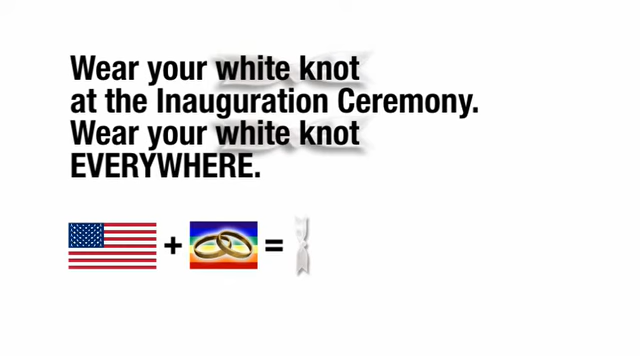 Wear your white knot
at the Inauguration Ceremony.
Wear your white knot
EVERYWHERE.
+ =